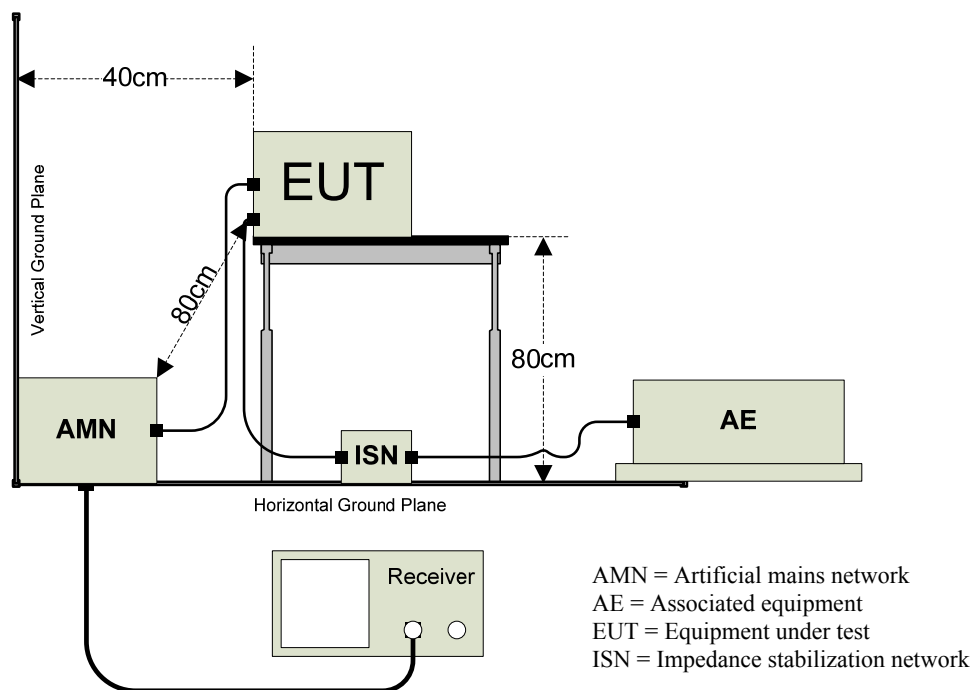 40cm
EUT
Vertical Ground Plane
80cm
80cm
AMN
ISN
AE
Horizontal Ground Plane
Receiver
AMN = Artificial mains network
AE = Associated equipment
EUT = Equipment under test
ISN = Impedance stabilization network